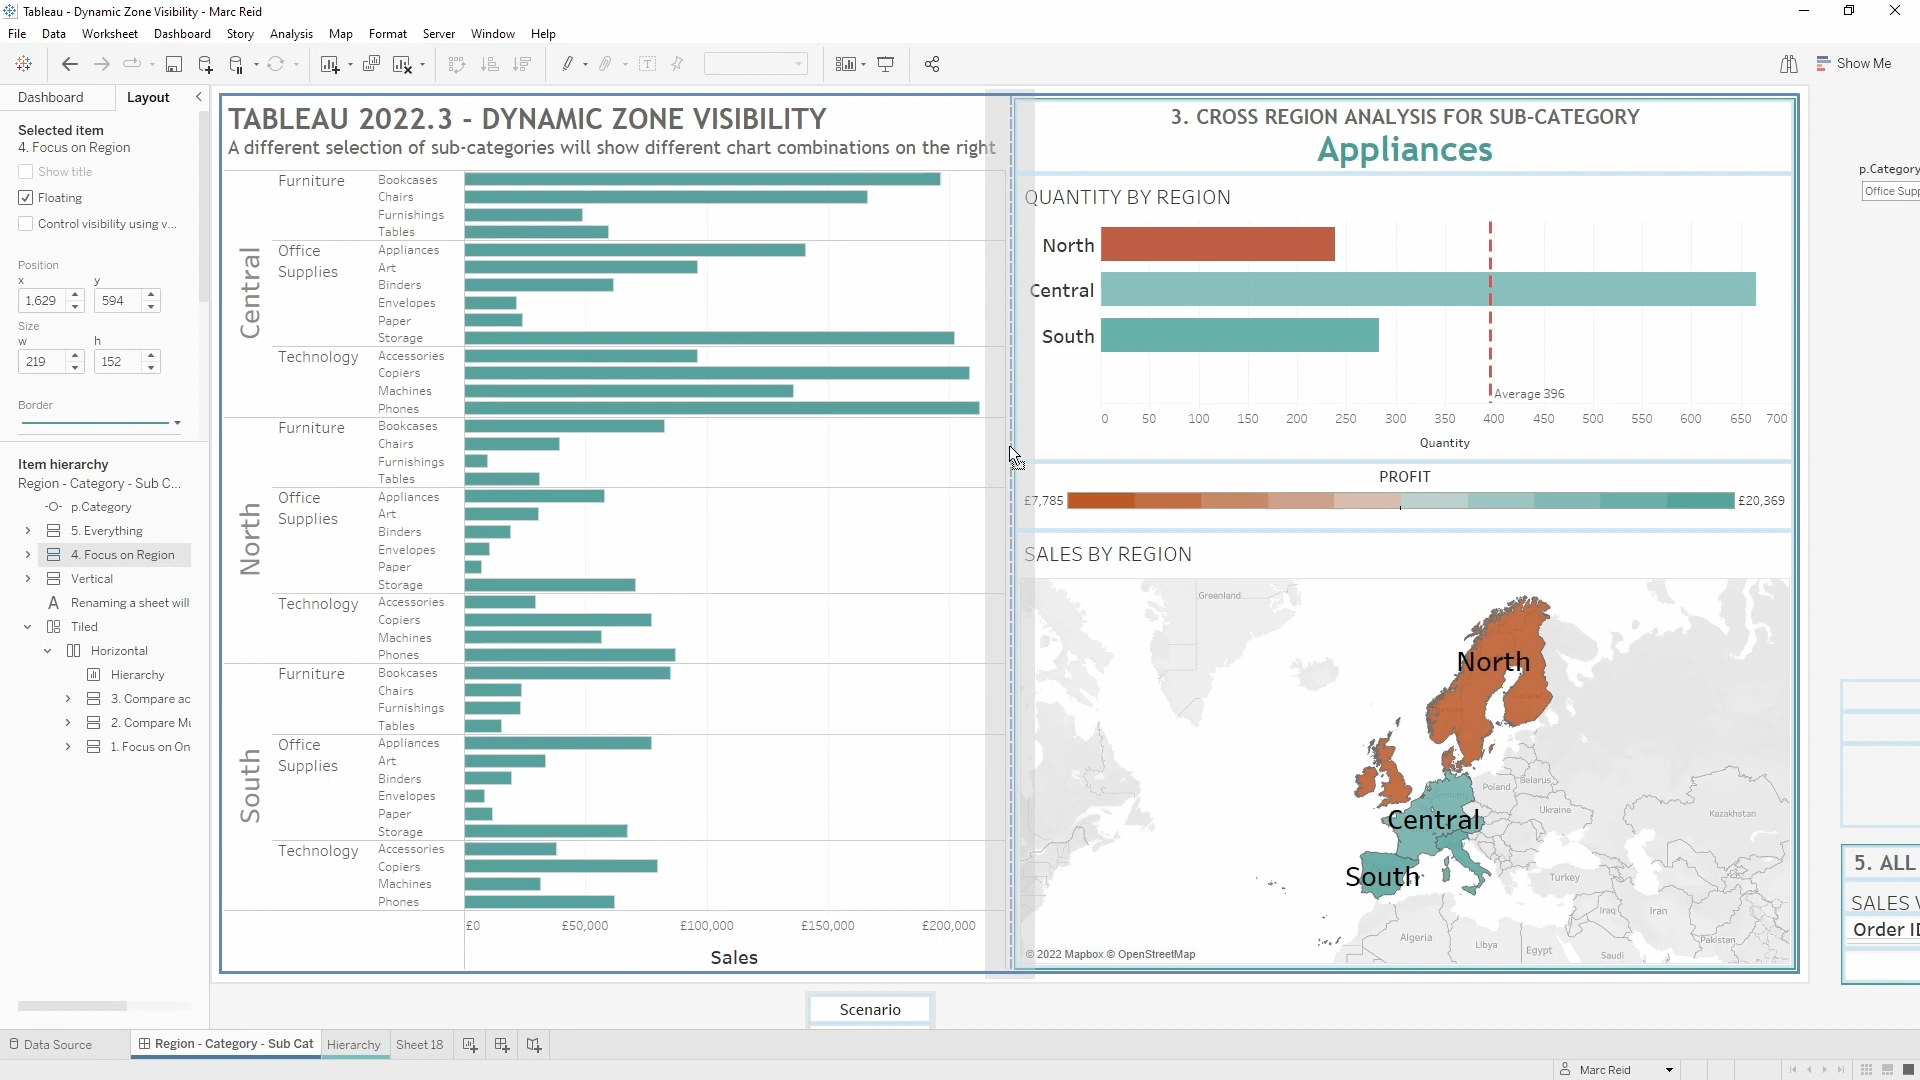 Tableau - Dynamic Zone Visibility - Marc Reid
File Data Worksheet Dashboard Story Analysis Map Format Server Window Help
Show Me
Dashboard Layout
Selected item
4. Focus on Region
Show title
Floating
Control visibility using v...
Position
x y
1,629 594
Size
w h
219 152
Border
Item hierarchy
Region - Category - Sub C...
p.Category
5. Everything
4. Focus on Region
Vertical
Renaming a sheet will
Tiled
Horizontal
Hierarchy
3. Compare ac
2. Compare Mu
1. Focus on On
TABLEAU 2022.3 - DYNAMIC ZONE VISIBILITY
A different selection of sub-categories will show different chart combinations on the right
Central
Furniture
Bookcases
Chairs
Furnishings
Tables
Office Supplies
Appliances
Art
Binders
Envelopes
Paper
Storage
Technology
Accessories
Copiers
Machines
Phones
North
Furniture
Bookcases
Chairs
Furnishings
Tables
Office Supplies
Appliances
Art
Binders
Envelopes
Paper
Storage
Technology
Accessories
Copiers
Machines
Phones
South
Furniture
Bookcases
Chairs
Furnishings
Tables
Office Supplies
Appliances
Art
Binders
Envelopes
Paper
Storage
Technology
Accessories
Copiers
Machines
Phones
£0 £50,000 £100,000 £150,000 £200,000
Sales
3. CROSS REGION ANALYSIS FOR SUB-CATEGORY
Appliances
QUANTITY BY REGION
North
Central
South
Average 396
0 50 100 150 200 250 300 350 400 450 500 550 600 650 700
Quantity
PROFIT
£7,785 £20,369
SALES BY REGION
Greenland
North
Central
South
Poland
Belarus
Ukraine
Kazakhstan
Turkey
Iraq
Iran
Pakistan
Algeria
Libya
Egypt
Saudi
© 2022 Mapbox © OpenStreetMap
p.Category
Office Supp
5. ALL
SALES V
Order ID
Scenario
Data Source Region - Category - Sub Cat Hierarchy Sheet 18
Marc Reid